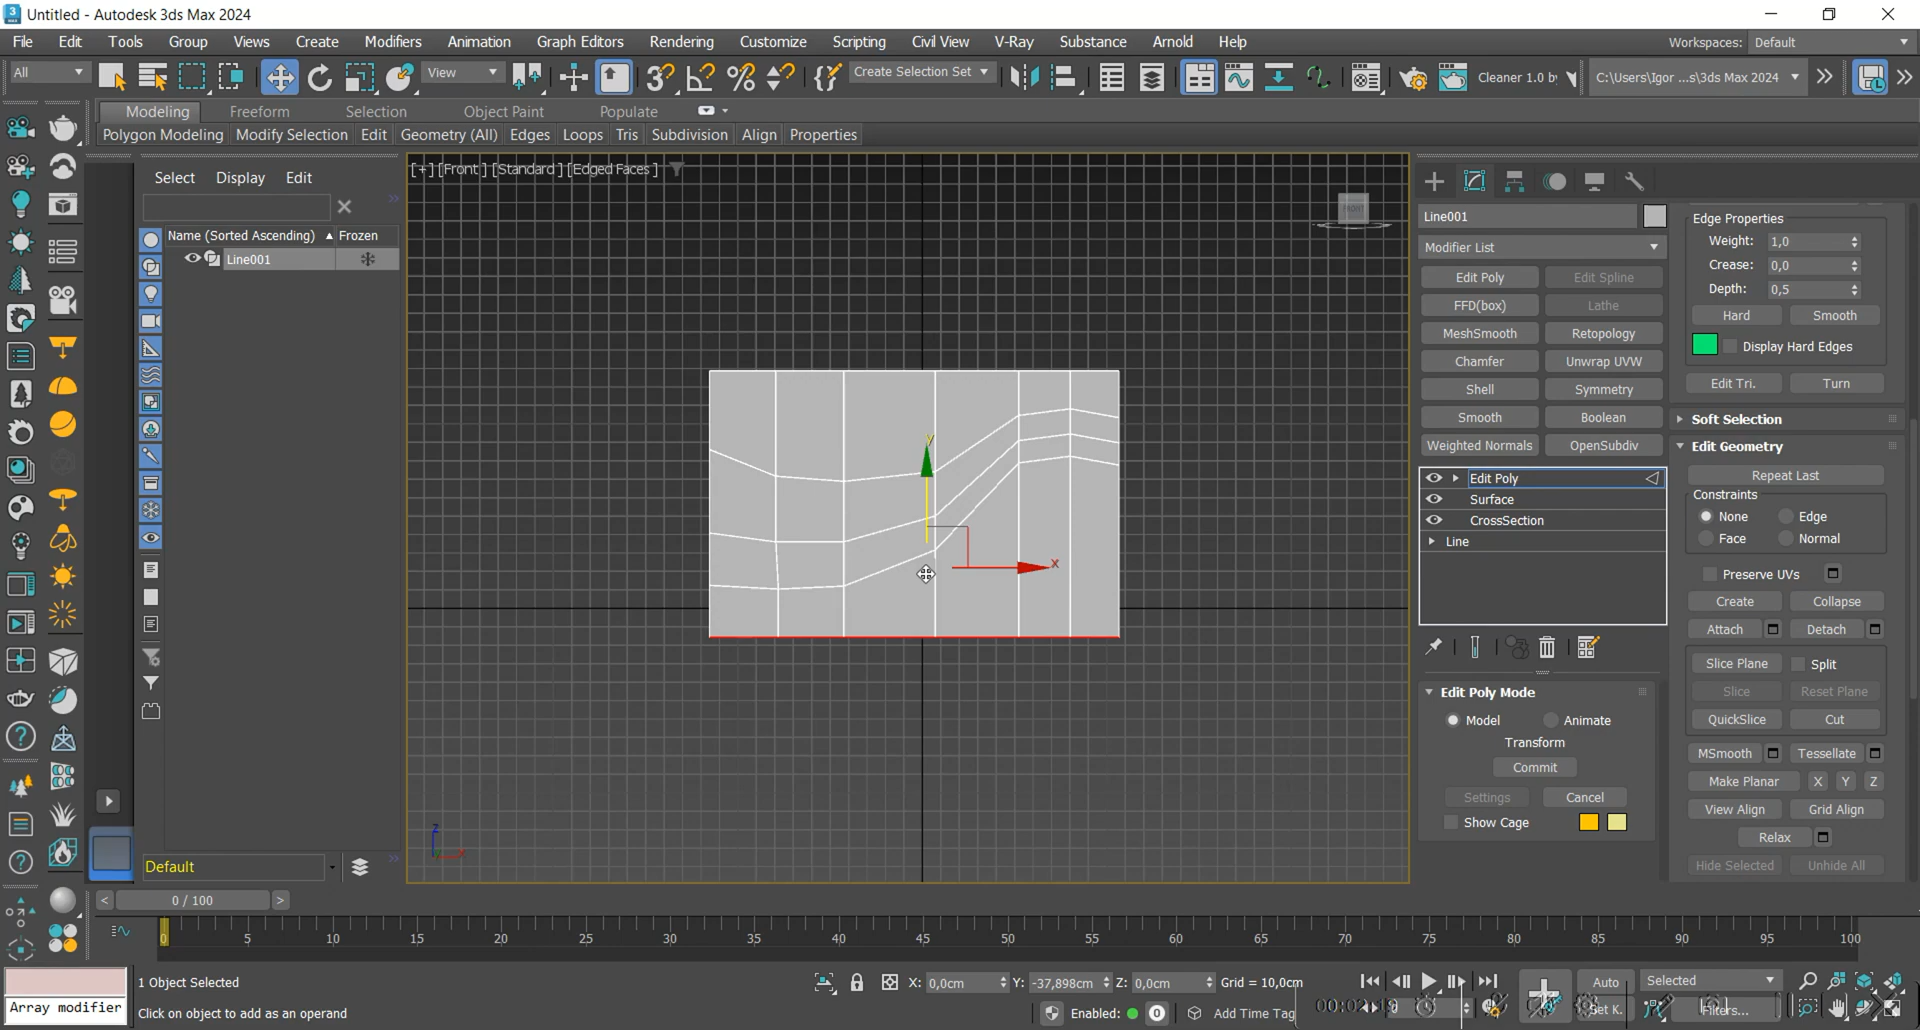 Untitled - Autodesk 3ds Max 2024
File Edit Tools Group Views Create Modifiers Animation Graph Editors Rendering Customize Scripting Civil View V-Ray Substance Arnold Help
Workspaces: Default
All
View
Create Selection Set
Cleaner 1.0 by
C:\Users\Igor ...s\3ds Max 2024
Modeling Freeform Selection Object Paint Populate
Polygon Modeling Modify Selection Edit Geometry (All) Edges Loops Tris Subdivision Align Properties
Select Display Edit
Name (Sorted Ascending) Frozen
Line001
Default
[+] [Front ] [Standard ] [Edged Faces ]
FRONT
y
x
z
x
Line001
Modifier List
Edit Poly Edit Spline
FFD(box) Lathe
MeshSmooth Retopology
Chamfer Unwrap UVW
Shell Symmetry
Smooth Boolean
Weighted Normals OpenSubdiv
Edit Poly
Surface
CrossSection
Line
Edit Poly Mode
Model Animate
Transform
Commit
Settings Cancel
Show Cage
Edge Properties
Weight: 1,0
Crease: 0,0
Depth: 0,5
Hard Smooth
Display Hard Edges
Edit Tri. Turn
Soft Selection
Edit Geometry
Repeat Last
Constraints
None Edge
Face Normal
Preserve UVs
Create Collapse
Attach Detach
Slice Plane Split
Slice Reset Plane
QuickSlice Cut
MSmooth Tessellate
Make Planar X Y Z
View Align Grid Align
Relax
Hide Selected Unhide All
< 0 / 100 >
0 5 10 15 20 25 30 35 40 45 50 55 60 65 70 75 80 85 90 95 100
Array modifier
1 Object Selected
Click on object to add as an operand
X: 0,0cm Y: -37,898cm Z: 0,0cm Grid = 10,0cm
Enabled: 0 Add Time Tag
Auto Selected
Set K. Filters...